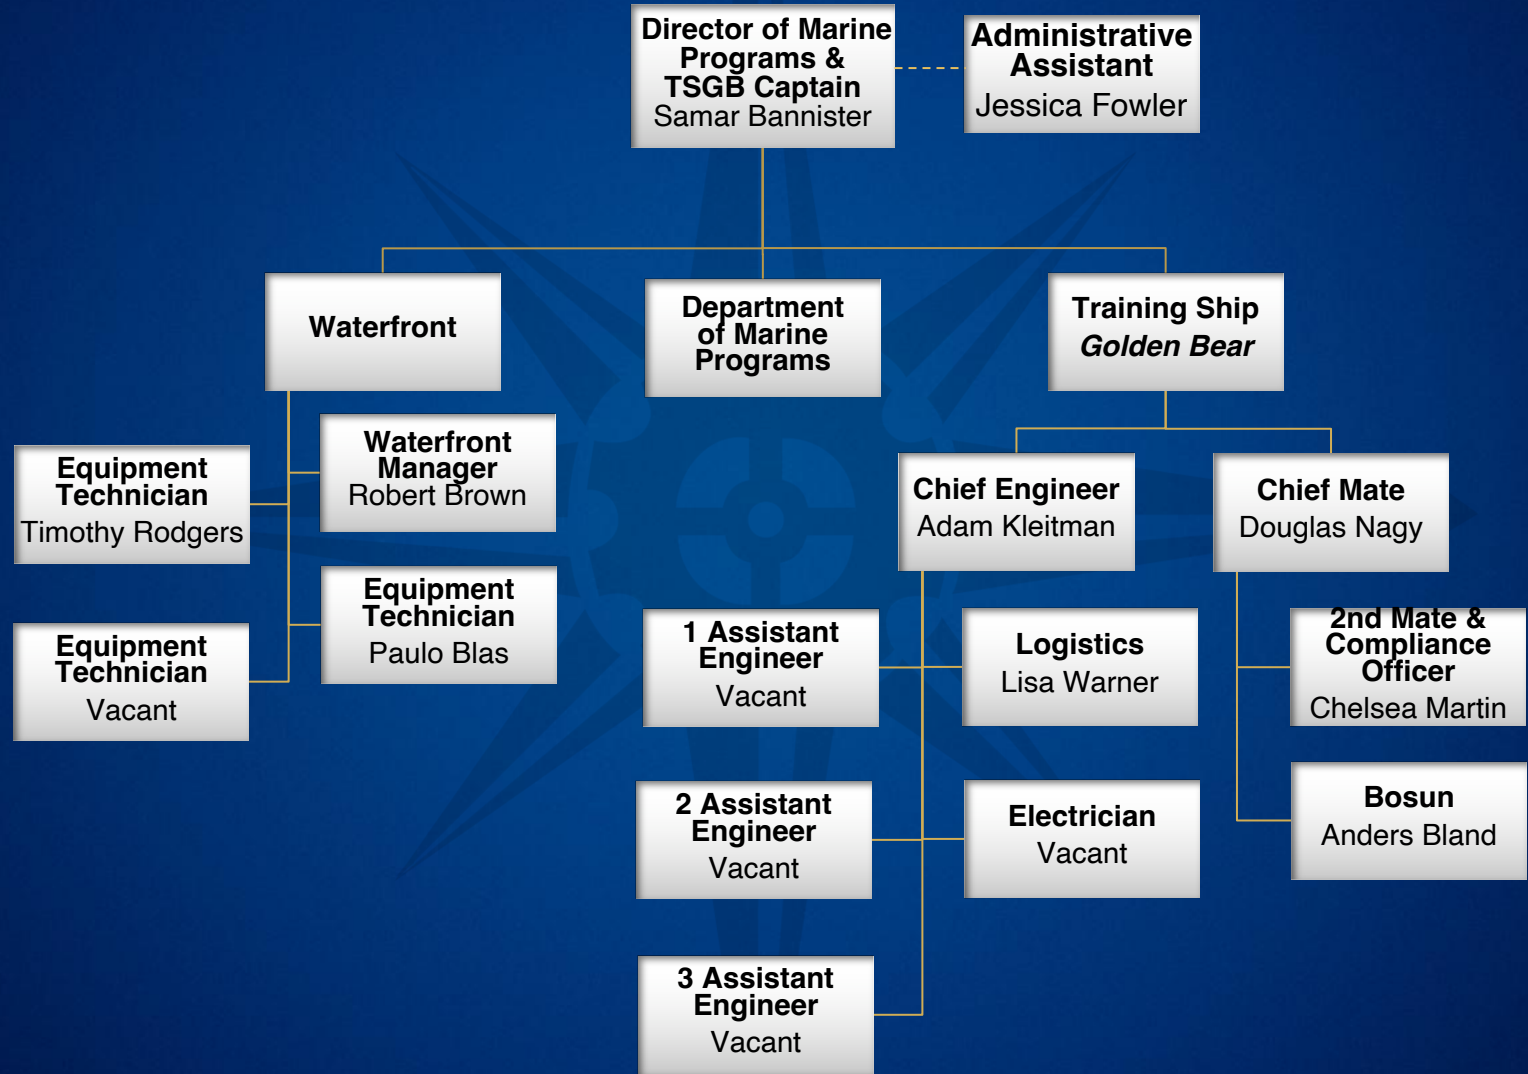 Director of Marine
Programs &
TSGB Captain
Samar Bannister
Administrative
Assistant
Jessica Fowler
Waterfront
Department
of Marine
Programs
Training Ship
Golden Bear
Equipment
Technician
Timothy Rodgers
Waterfront
Manager
Robert Brown
Equipment
Technician
Vacant
Equipment
Technician
Paulo Blas
Chief Engineer
Adam Kleitman
Chief Mate
Douglas Nagy
1 Assistant
Engineer
Vacant
Logistics
Lisa Warner
2nd Mate &
Compliance
Officer
Chelsea Martin
2 Assistant
Engineer
Vacant
Electrician
Vacant
Bosun
Anders Bland
3 Assistant
Engineer
Vacant